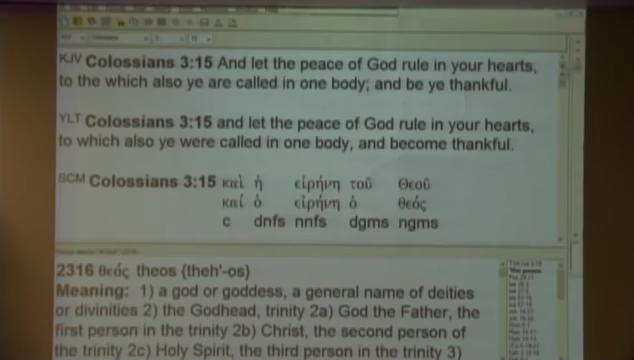 KJV Colossians 3:15 And let the peace of God rule in your hearts,
to the which also ye are called in one body; and be ye thankful.
YLT Colossians 3:15 and let the peace of God rule in your hearts,
to which also ye were called in one body, and become thankful.
SCM Colossians 3:15 καὶ ἡ εἰρήνη τοῦ Θεοῦ
καί ὁ εἰρήνη ὁ θεός
c dnfs nnfs dgms ngms
2316 θεός theos {theh'-os}
Meaning: 1) a god or goddess, a general name of deities
or divinities 2) the Godhead, trinity 2a) God the Father, the
first person in the trinity 2b) Christ, the second person of
the trinity 2c) Holy Spirit, the third person in the trinity 3)